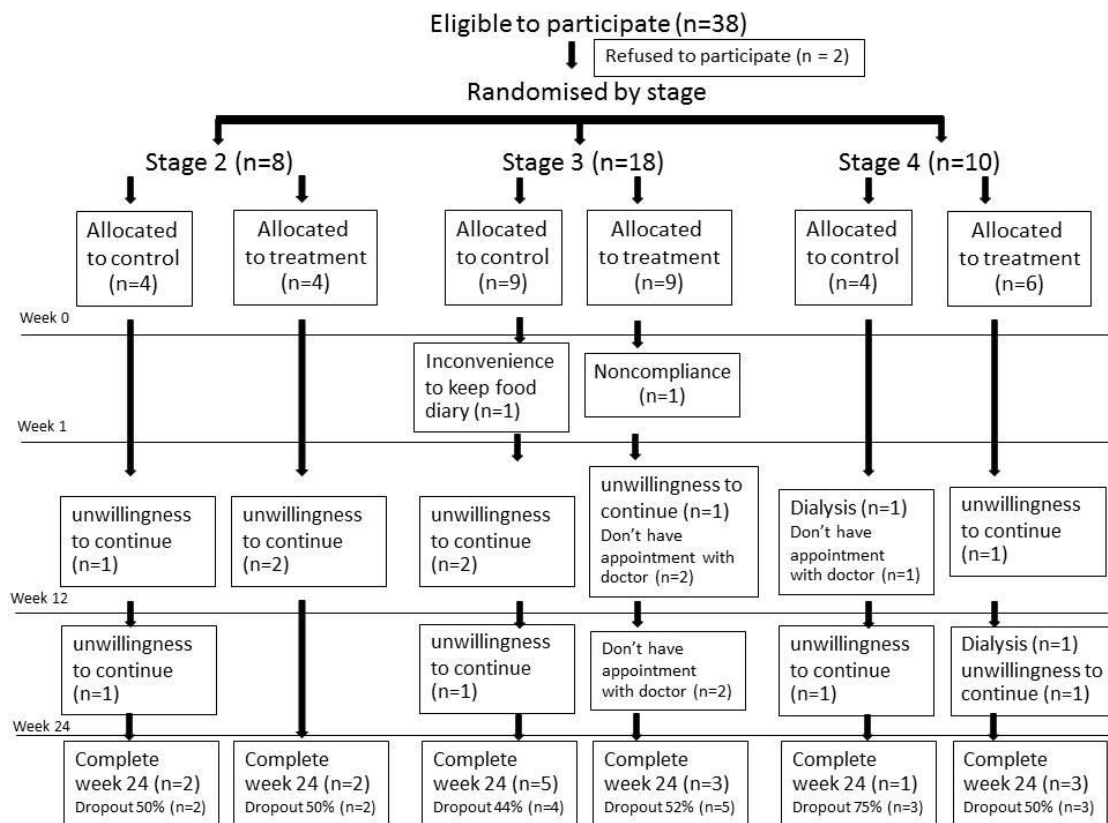 Eligible to participate (n=38)
Refused to participate (n = 2)
Randomised by stage
Stage 2 (n=8)
Stage 3 (n=18)
Stage 4 (n=10)
Allocated
to control
(n=4)
Allocated
to treatment
(n=4)
Allocated
to control
(n=9)
Allocated
to treatment
(n=9)
Allocated
to control
(n=4)
Allocated
to treatment
(n=6)
Week 0
Inconvenience
to keep food
diary (n=1)
Noncompliance
(n=1)
Week 1
unwillingness
to continue
(n=1)
unwillingness
to continue
(n=2)
unwillingness
to continue
(n=2)
unwillingness to
continue (n=1)
Don't have
appointment with
doctor (n=2)
Dialysis (n=1)
Don't have
appointment
with doctor (n=1)
unwillingness
to continue
(n=1)
Week 12
unwillingness
to continue
(n=1)
unwillingness
to continue
(n=1)
Don't have
appointment
with doctor (n=2)
unwillingness
to continue
(n=1)
Dialysis (n=1)
unwillingness to
continue (n=1)
Week 24
Complete
week 24 (n=2)
Dropout 50% (n=2)
Complete
week 24 (n=2)
Dropout 50% (n=2)
Complete
week 24 (n=5)
Dropout 44% (n=4)
Complete
week 24 (n=3)
Dropout 52% (n=5)
Complete
week 24 (n=1)
Dropout 75% (n=3)
Complete
week 24 (n=3)
Dropout 50% (n=3)